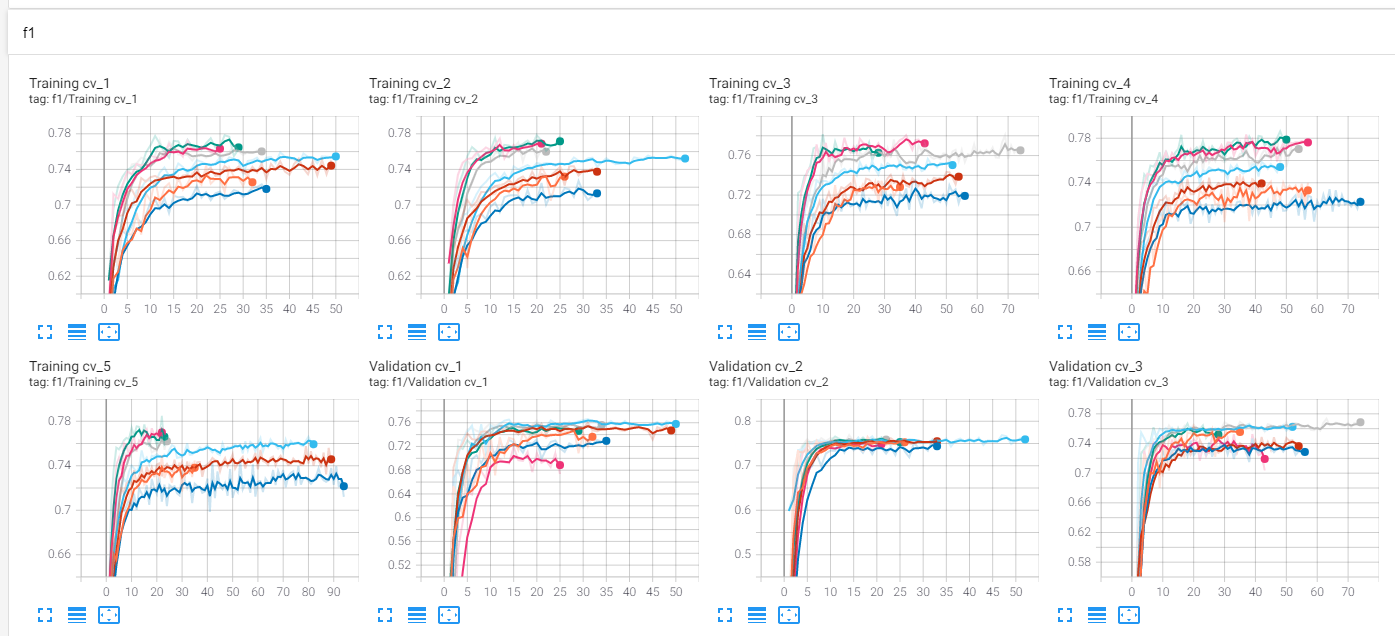 f1
Training cv_1
tag: f1/Training cv_1
0.78
0.74
0.7
0.66
0.62
0 5 10 15 20 25 30 35 40 45 50
Training cv_2
tag: f1/Training cv_2
0.78
0.74
0.7
0.66
0.62
0 5 10 15 20 25 30 35 40 45 50
Training cv_3
tag: f1/Training cv_3
0.76
0.72
0.68
0.64
0 10 20 30 40 50 60 70
Training cv_4
tag: f1/Training cv_4
0.78
0.74
0.7
0.66
0 10 20 30 40 50 60 70
Training cv_5
tag: f1/Training cv_5
0.78
0.74
0.7
0.66
0 10 20 30 40 50 60 70 80 90
Validation cv_1
tag: f1/Validation cv_1
0.76
0.72
0.68
0.64
0.6
0.56
0.52
0 5 10 15 20 25 30 35 40 45 50
Validation cv_2
tag: f1/Validation cv_2
0.8
0.7
0.6
0.5
0 5 10 15 20 25 30 35 40 45 50
Validation cv_3
tag: f1/Validation cv_3
0.78
0.74
0.7
0.66
0.62
0.58
0 10 20 30 40 50 60 70